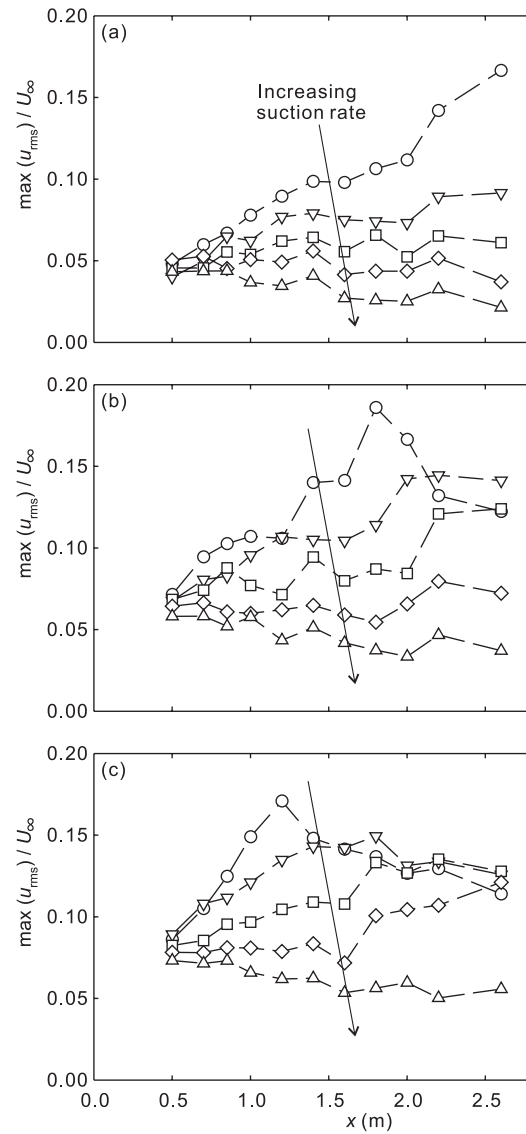 0.20
(a)
0.15
Increasing
suction rate
max (u_rms) / U_∞
0.10
0.05
0.00
0.20
(b)
0.15
max (u_rms) / U_∞
0.10
0.05
0.00
0.20
(c)
0.15
max (u_rms) / U_∞
0.10
0.05
0.00
0.0 0.5 1.0 1.5 2.0 2.5
x (m)